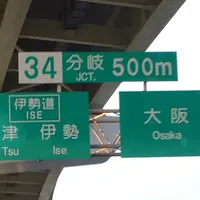 34 分岐 JCT. 500m
伊勢道
ISE
津 伊勢
Tsu Ise
大阪
Osaka